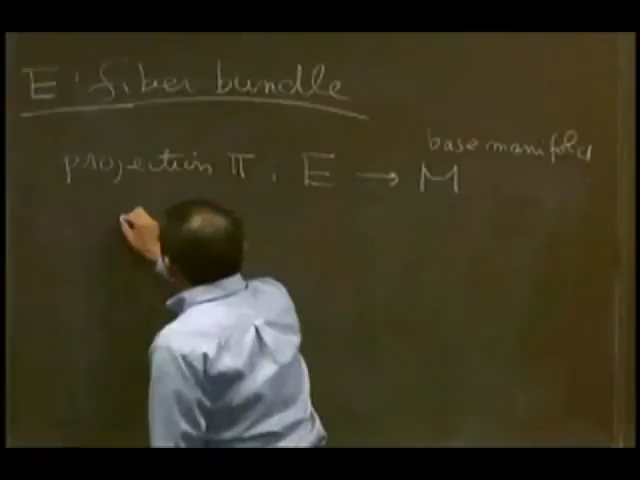 E : fiber bundle
base manifold
projection π : E → M